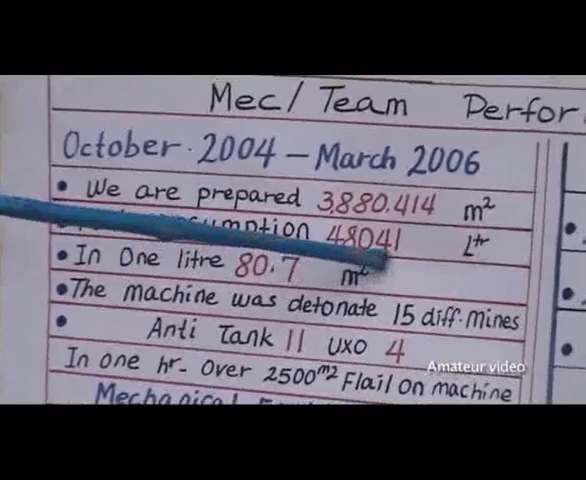 Mec/Team Perfor
October. 2004 - March 2006
• We are prepared 3,880.414 m²
48041 Ltr
• In One litre 80.7 m²
• The machine was detonate 15 diff. mines
• Anti Tank 11 UXO 4
In one hr- Over 2500m² Flail On machine
Amateur video